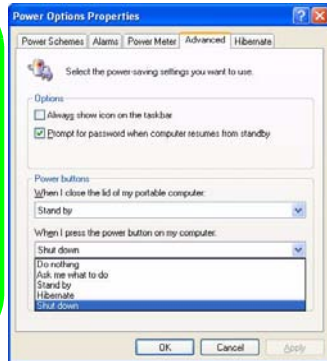 Power Options Properties
Power Schemes Alarms Power Meter Advanced Hibernate
Select the power-saving settings you want to use.
Options
Always show icon on the taskbar
Prompt for password when computer resumes from standby
Power buttons
When I close the lid of my portable computer:
Stand by
When I press the power button on my computer:
Shut down
Do nothing
Ask me what to do
Stand by
Hibernate
Shut down
OK Cancel Apply